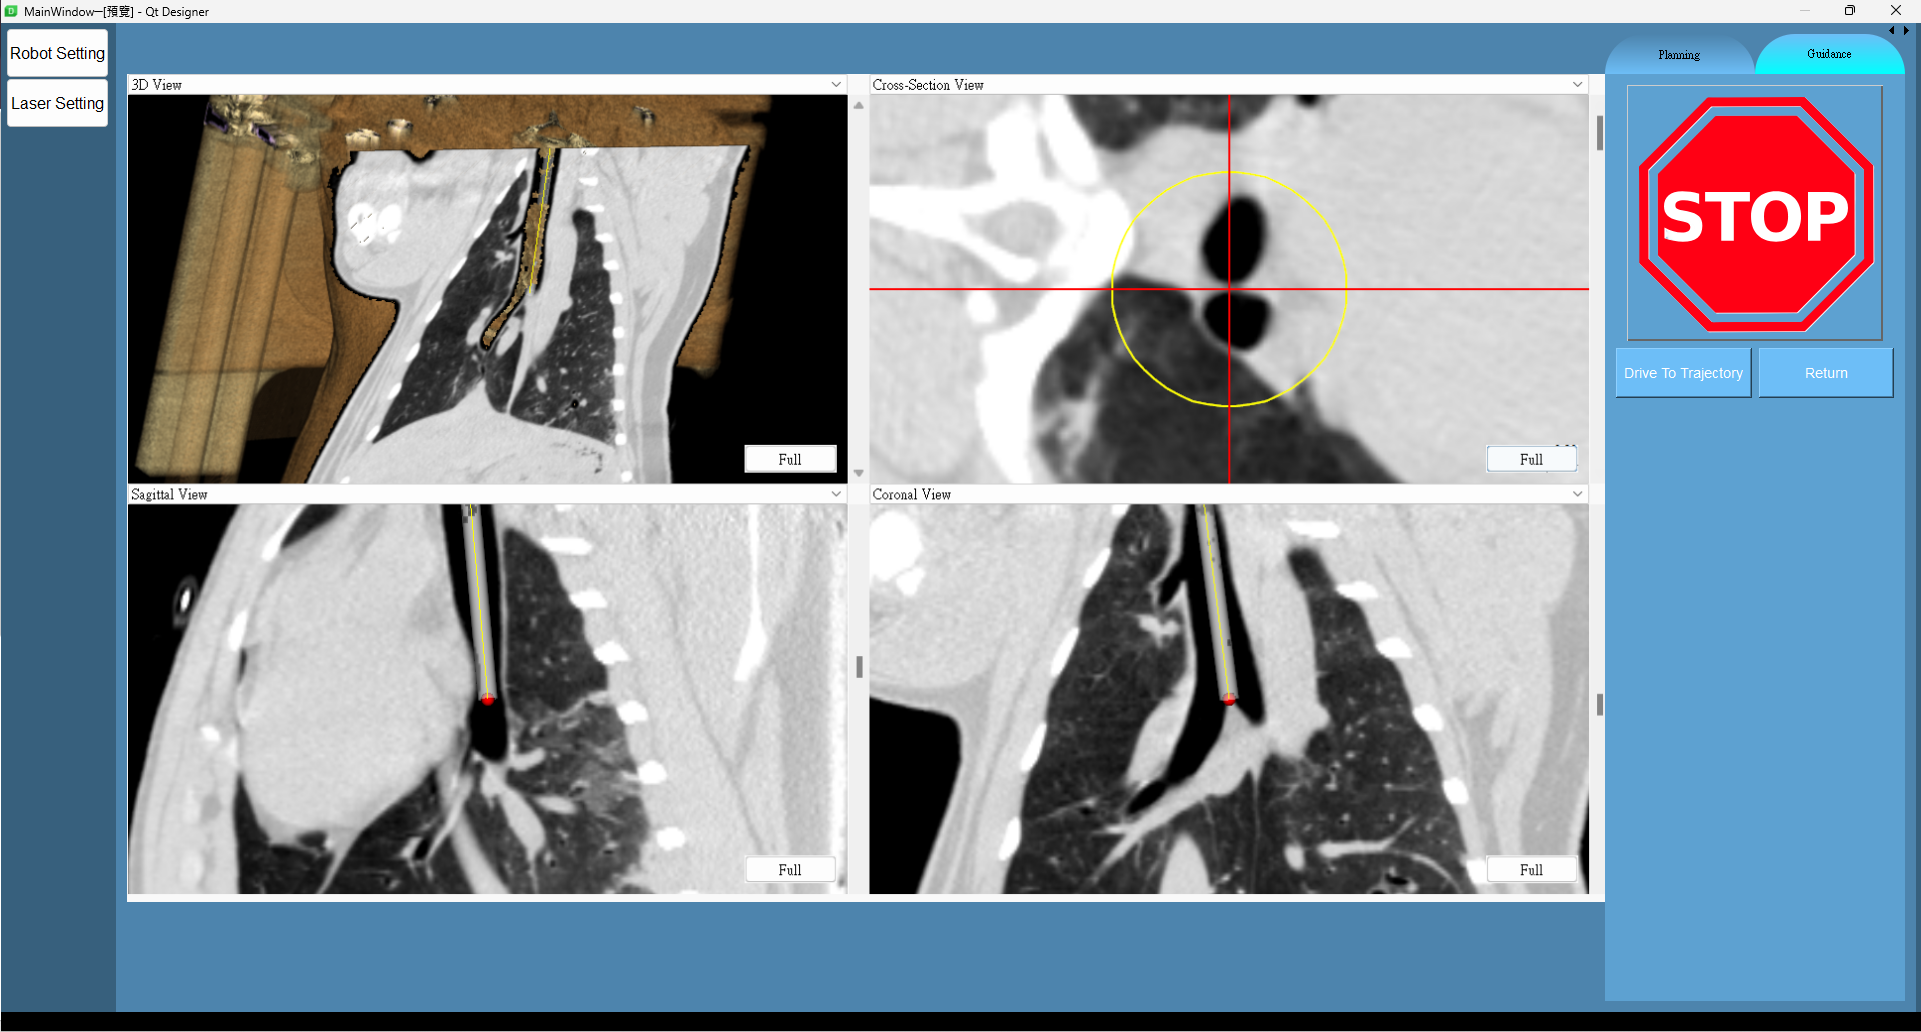 MainWindow─[預覽] - Qt Designer
Robot Setting
Laser Setting
Planning
Guidance
3D View
Cross-Section View
STOP
Drive To Trajectory
Return
Full
Full
Sagittal View
Coronal View
Full
Full